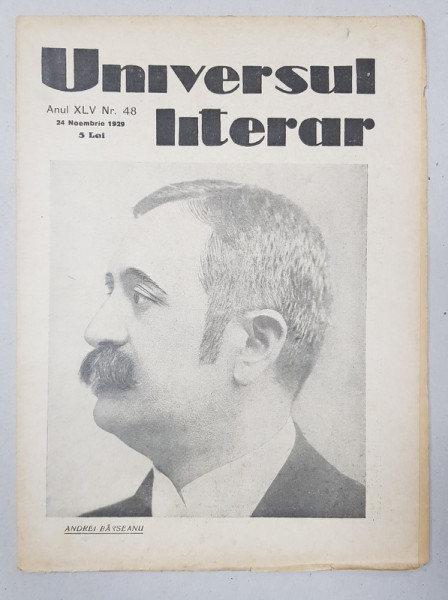 Universul
literar
Anul XLV Nr. 48
24 Noembrie 1929
5 Lei
ANDREI BÂRSEANU